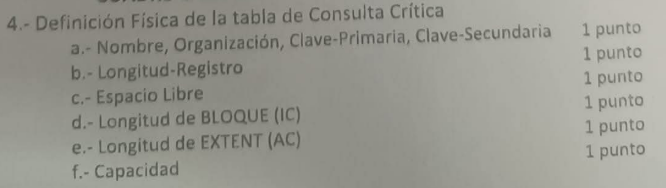 4.- Definición Física de la tabla de Consulta Crítica
a.- Nombre, Organización, Clave-Primaria, Clave-Secundaria 1 punto
b.- Longitud-Registro 1 punto
c.- Espacio Libre 1 punto
d.- Longitud de BLOQUE (IC) 1 punto
e.- Longitud de EXTENT (AC) 1 punto
f.- Capacidad 1 punto